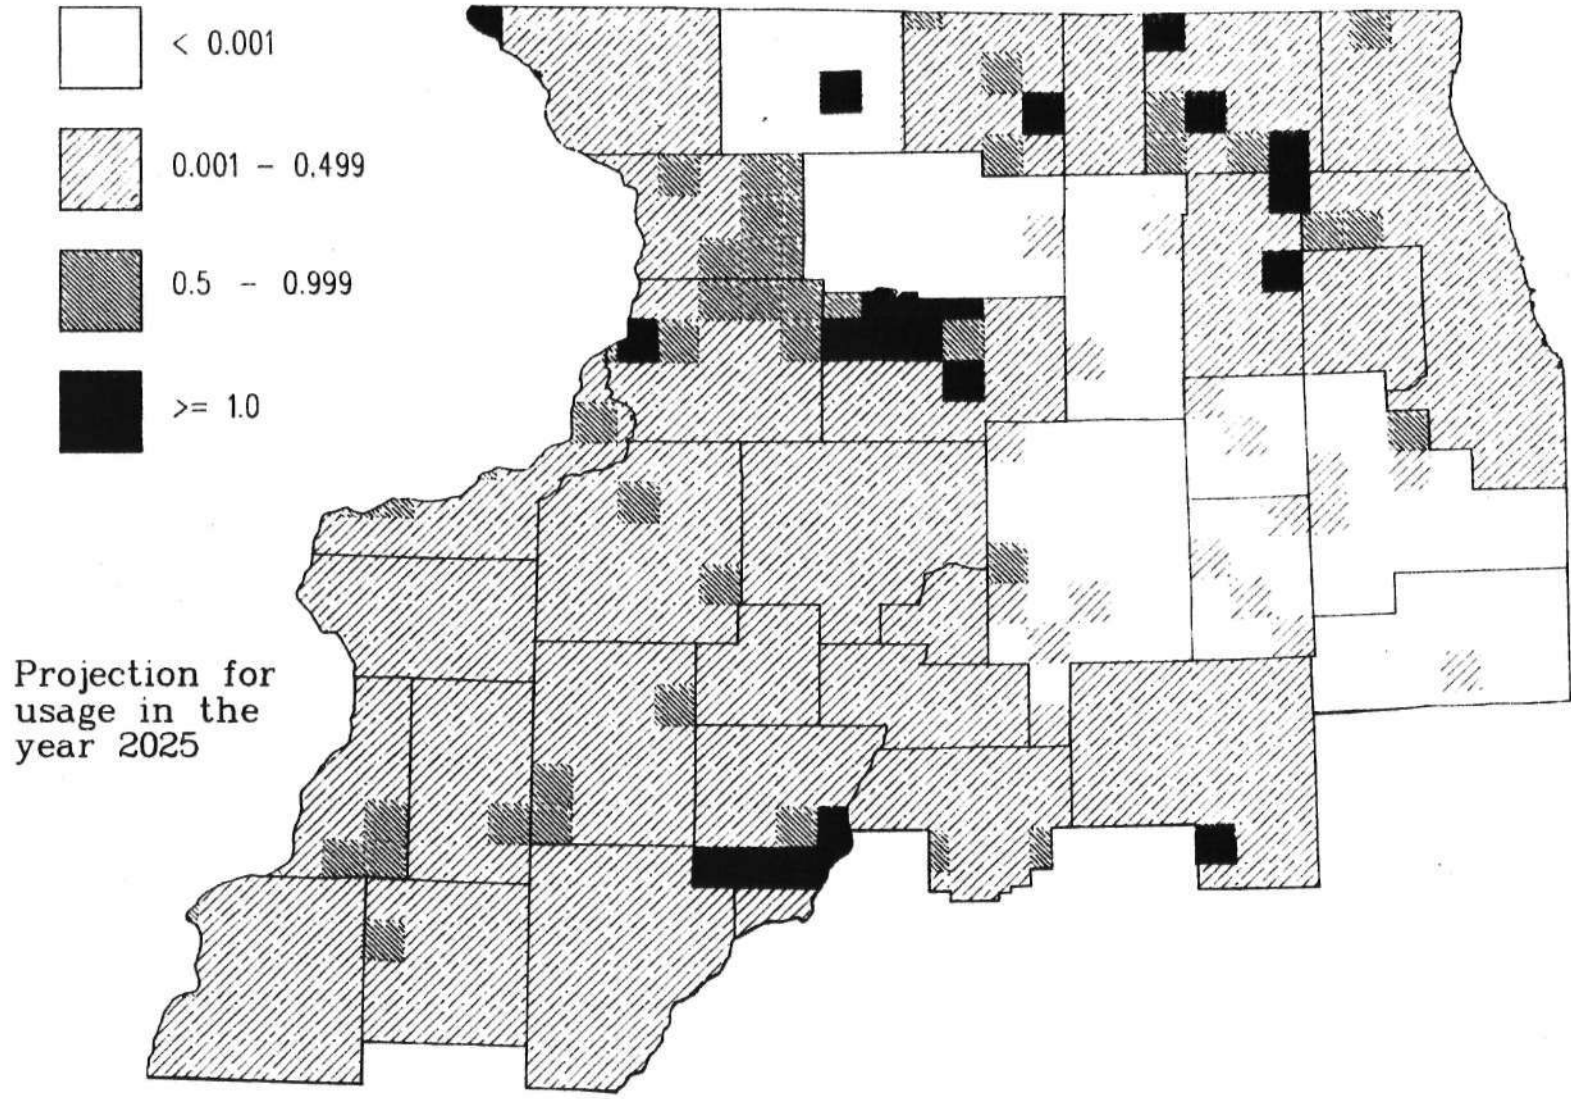 < 0.001
0.001 - 0.499
0.5 - 0.999
>= 1.0
Projection for
usage in the
year 2025